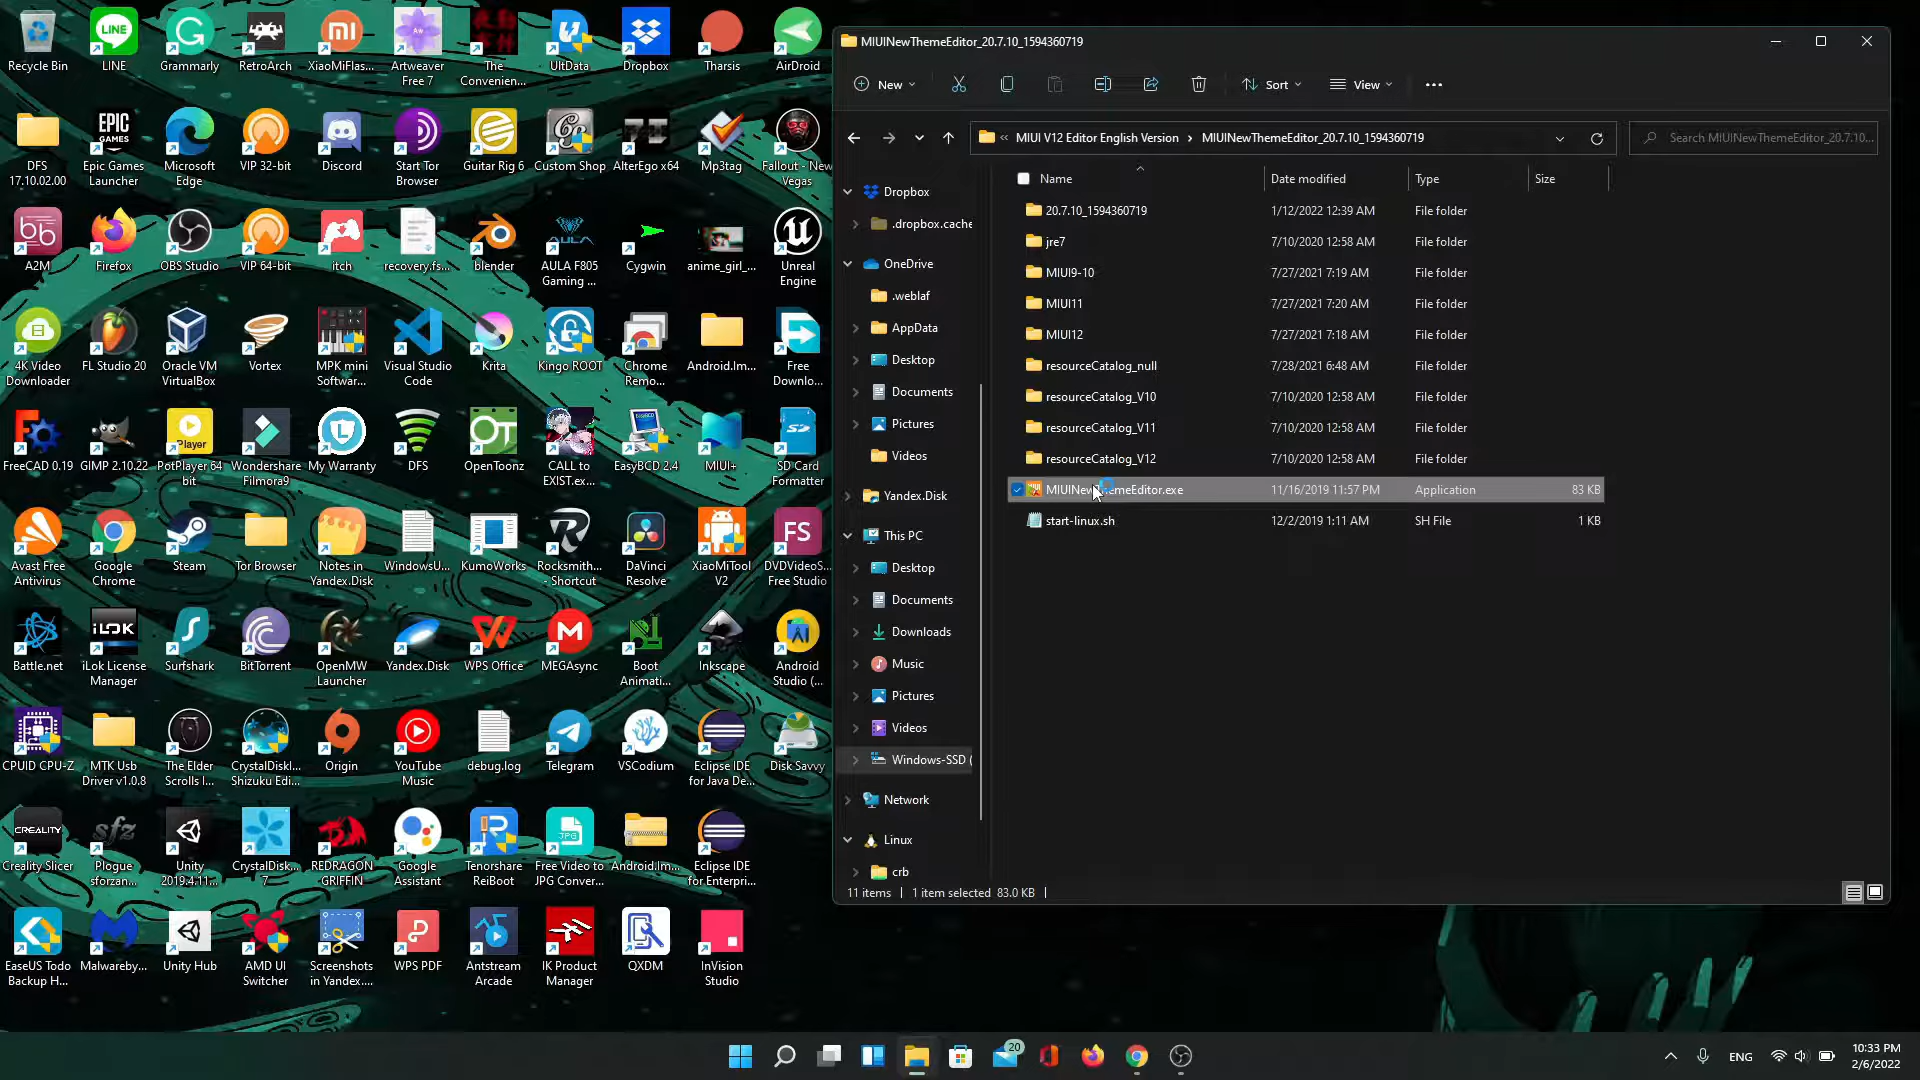 Recycle Bin
LINE
Grammarly
RetroArch
XiaoMiFlas...
Artweaver
Free 7
The
Convenien...
UltData
Dropbox
Tharsis
AirDroid
DFS
17.10.02.00
Epic Games
Launcher
Microsoft
Edge
VIP 32-bit
Discord
Start Tor
Browser
Guitar Rig 6
Custom Shop
AlterEgo x64
Mp3tag
Fallout - New
Vegas
A2M
Firefox
OBS Studio
VIP 64-bit
itch
recovery.fs...
blender
AULA F805
Gaming ...
Cygwin
anime_girl_...
Unreal
Engine
4K Video
Downloader
FL Studio 20
Oracle VM
VirtualBox
Vortex
MPK mini
Softwar...
Visual Studio
Code
Krita
Kingo ROOT
Chrome
Remo...
Android.Im...
Free
Downlo...
FreeCAD 0.19
GIMP 2.10.22
PotPlayer 64
bit
Wondershare
Filmora9
My Warranty
DFS
OpenToonz
CALL to
EXIST.ex...
EasyBCD 2.4
MIUI+
SD Card
Formatter
Avast Free
Antivirus
Google
Chrome
Steam
Tor Browser
Notes in
Yandex.Disk
WindowsU...
KumoWorks
Rocksmith...
- Shortcut
DaVinci
Resolve
XiaoMiTool
V2
DVDVideoS...
Free Studio
Battle.net
iLok License
Manager
Surfshark
BitTorrent
OpenMW
Launcher
Yandex.Disk
WPS Office
MEGAsync
Boot
Animati...
Inkscape
Android
Studio (...
CPUID CPU-Z
MTK Usb
Driver v1.0.8
The Elder
Scrolls I...
CrystalDiskI...
Shizuku Edi...
Origin
YouTube
Music
debug.log
Telegram
VSCodium
Eclipse IDE
for Java De...
Disk Savvy
Creality Slicer
Plogue
sforzan...
Unity
2019.4.11...
CrystalDisk...
7
REDRAGON
GRIFFIN
Google
Assistant
Tenorshare
ReiBoot
Free Video to
JPG Conver...
Android.Im...
Eclipse IDE
for Enterpri...
EaseUS Todo
Backup H...
Malwareby...
Unity Hub
AMD UI
Switcher
Screenshots
in Yandex....
WPS PDF
Antstream
Arcade
IK Product
Manager
QXDM
InVision
Studio
MIUINewThemeEditor_20.7.10_1594360719
New
Sort
View
MIUI V12 Editor English Version > MIUINewThemeEditor_20.7.10_1594360719
Search MIUINewThemeEditor_20.7.10...
Dropbox
.dropbox.cache
OneDrive
.weblaf
AppData
Desktop
Documents
Pictures
Videos
Yandex.Disk
This PC
Desktop
Documents
Downloads
Music
Pictures
Videos
Windows-SSD (
Network
Linux
crb
Name Date modified Type Size
20.7.10_1594360719 1/12/2022 12:39 AM File folder
jre7 7/10/2020 12:58 AM File folder
MIUI9-10 7/27/2021 7:19 AM File folder
MIUI11 7/27/2021 7:20 AM File folder
MIUI12 7/27/2021 7:18 AM File folder
resourceCatalog_null 7/28/2021 6:48 AM File folder
resourceCatalog_V10 7/10/2020 12:58 AM File folder
resourceCatalog_V11 7/10/2020 12:58 AM File folder
resourceCatalog_V12 7/10/2020 12:58 AM File folder
MIUINewThemeEditor.exe 11/16/2019 11:57 PM Application 83 KB
start-linux.sh 12/2/2019 1:11 AM SH File 1 KB
11 items | 1 item selected 83.0 KB |
20
ENG
10:33 PM
2/6/2022